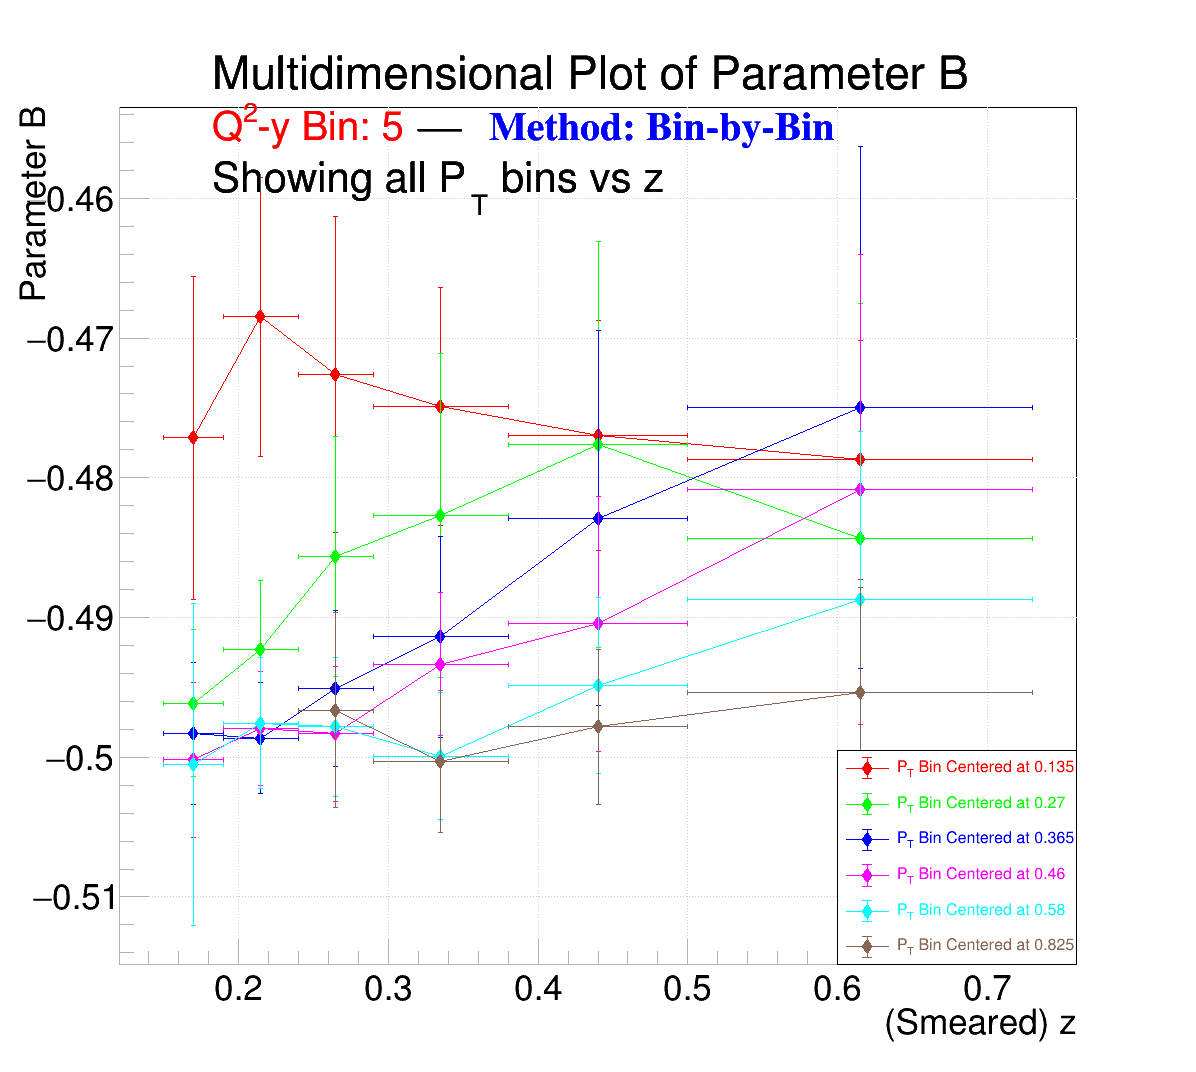 Multidimensional Plot of Parameter B
Q²-y Bin: 5 — Method: Bin-by-Bin
Showing all P_T bins vs z
Parameter B
−0.46
−0.47
−0.48
−0.49
−0.5
−0.51
P_T Bin Centered at 0.135
P_T Bin Centered at 0.27
P_T Bin Centered at 0.365
P_T Bin Centered at 0.46
P_T Bin Centered at 0.58
P_T Bin Centered at 0.825
0.2 0.3 0.4 0.5 0.6 0.7
(Smeared) z